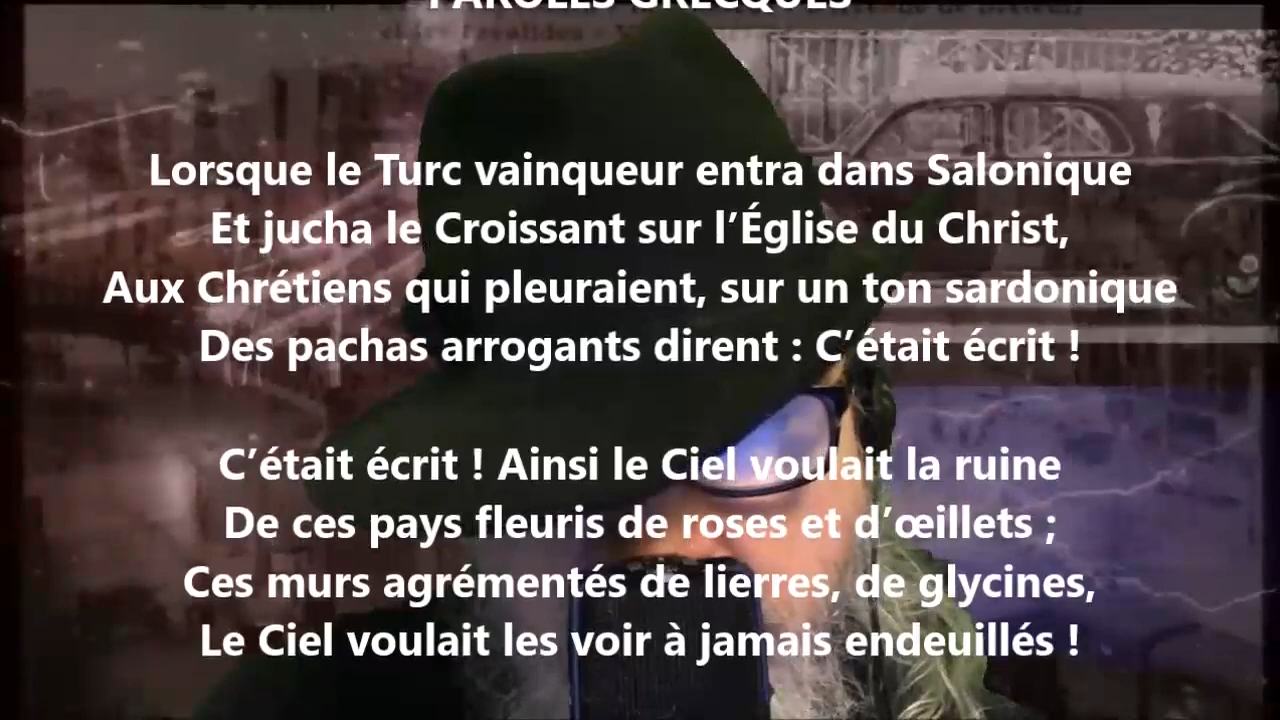 PAROLES GRECQUES
Lorsque le Turc vainqueur entra dans Salonique
Et jucha le Croissant sur l’Église du Christ,
Aux Chrétiens qui pleuraient, sur un ton sardonique
Des pachas arrogants dirent : C’était écrit !
C’était écrit ! Ainsi le Ciel voulait la ruine
De ces pays fleuris de roses et d’œillets ;
Ces murs agrémentés de lierres, de glycines,
Le Ciel voulait les voir à jamais endeuillés !